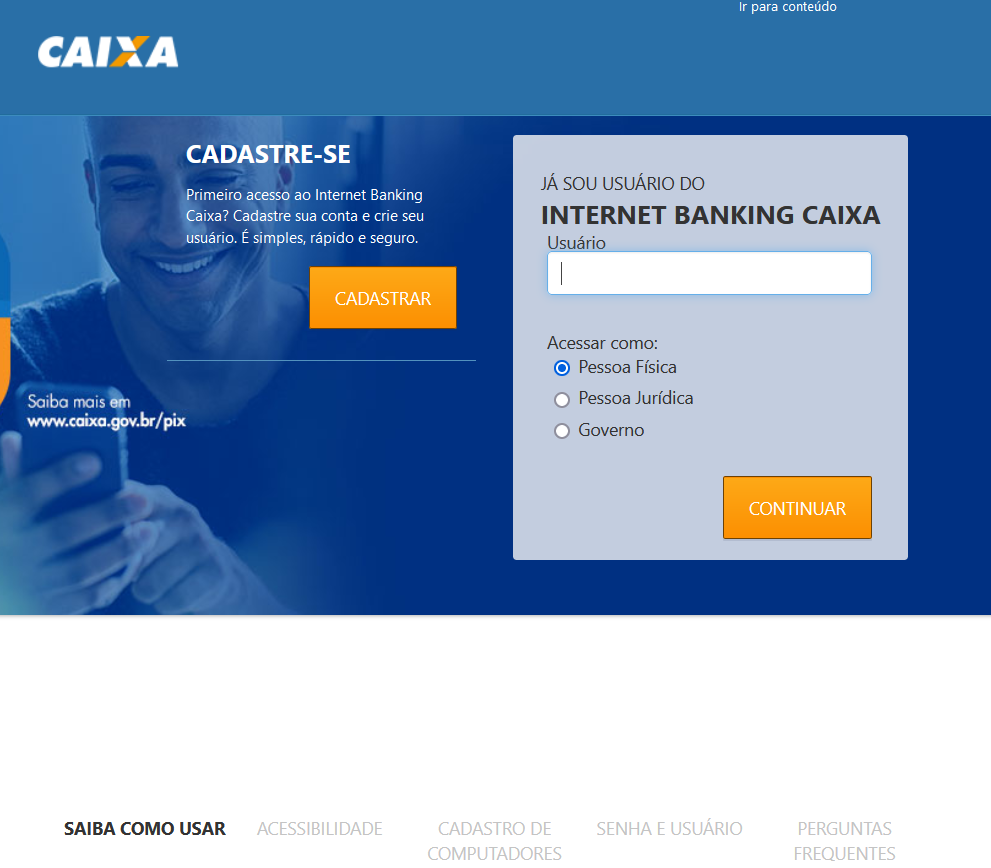 Ir para conteúdo
CAIXA
CADASTRE-SE
Primeiro acesso ao Internet Banking
Caixa? Cadastre sua conta e crie seu
usuário. É simples, rápido e seguro.
CADASTRAR
Saiba mais em
www.caixa.gov.br/pix
JÁ SOU USUÁRIO DO
INTERNET BANKING CAIXA
Usuário
Acessar como:
Pessoa Física
Pessoa Jurídica
Governo
CONTINUAR
SAIBA COMO USAR
ACESSIBILIDADE
CADASTRO DE
COMPUTADORES
SENHA E USUÁRIO
PERGUNTAS
FREQUENTES